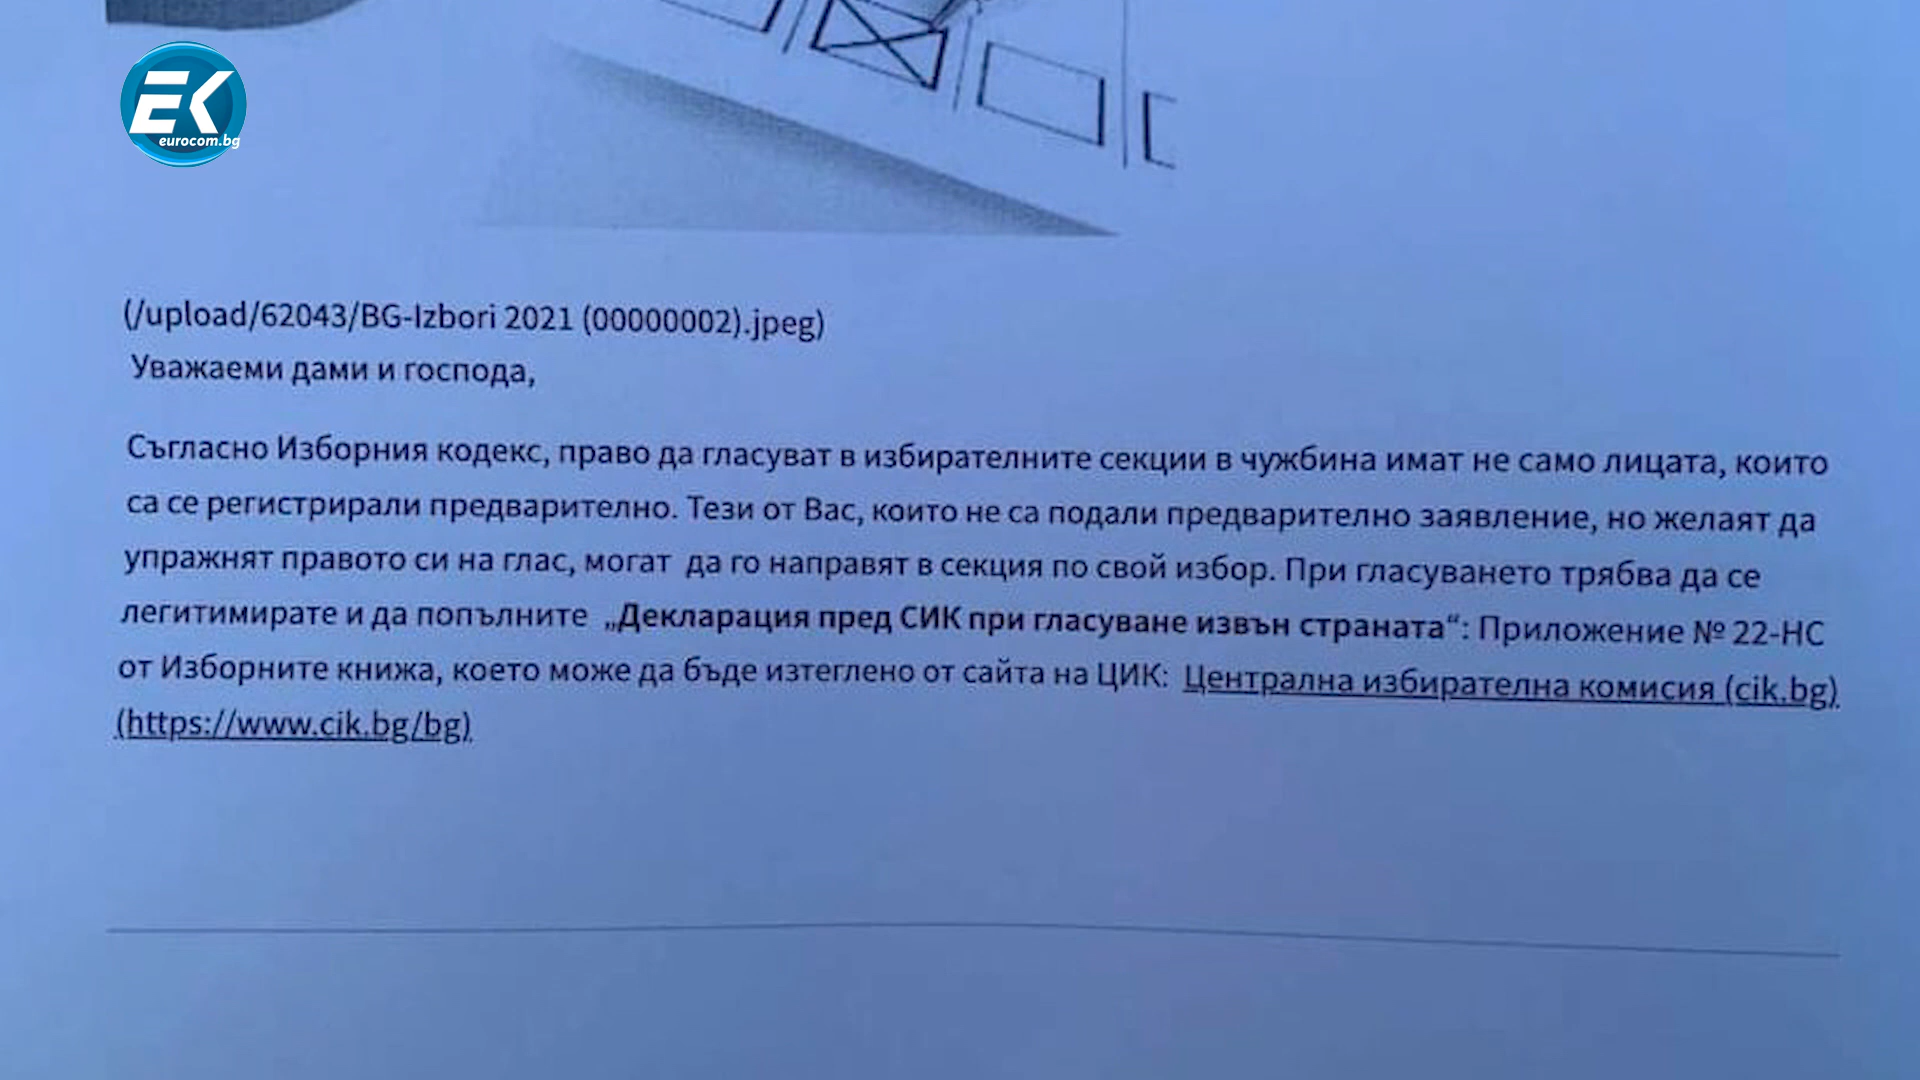 EK
eurocom.bg
(/upload/62043/BG-Izbori 2021 (00000002).jpeg)
Уважаеми дами и господа,
Съгласно Изборния кодекс, право да гласуват в избирателните секции в чужбина имат не само лицата, които
са се регистрирали предварително. Тези от Вас, които не са подали предварително заявление, но желаят да
упражнят правото си на глас, могат да го направят в секция по свой избор. При гласуването трябва да се
легитимирате и да попълните „Декларация пред СИК при гласуване извън страната“: Приложение № 22-НС
от Изборните книжа, което може да бъде изтеглено от сайта на ЦИК: Централна избирателна комисия (cik.bg)
(https://www.cik.bg/bg)